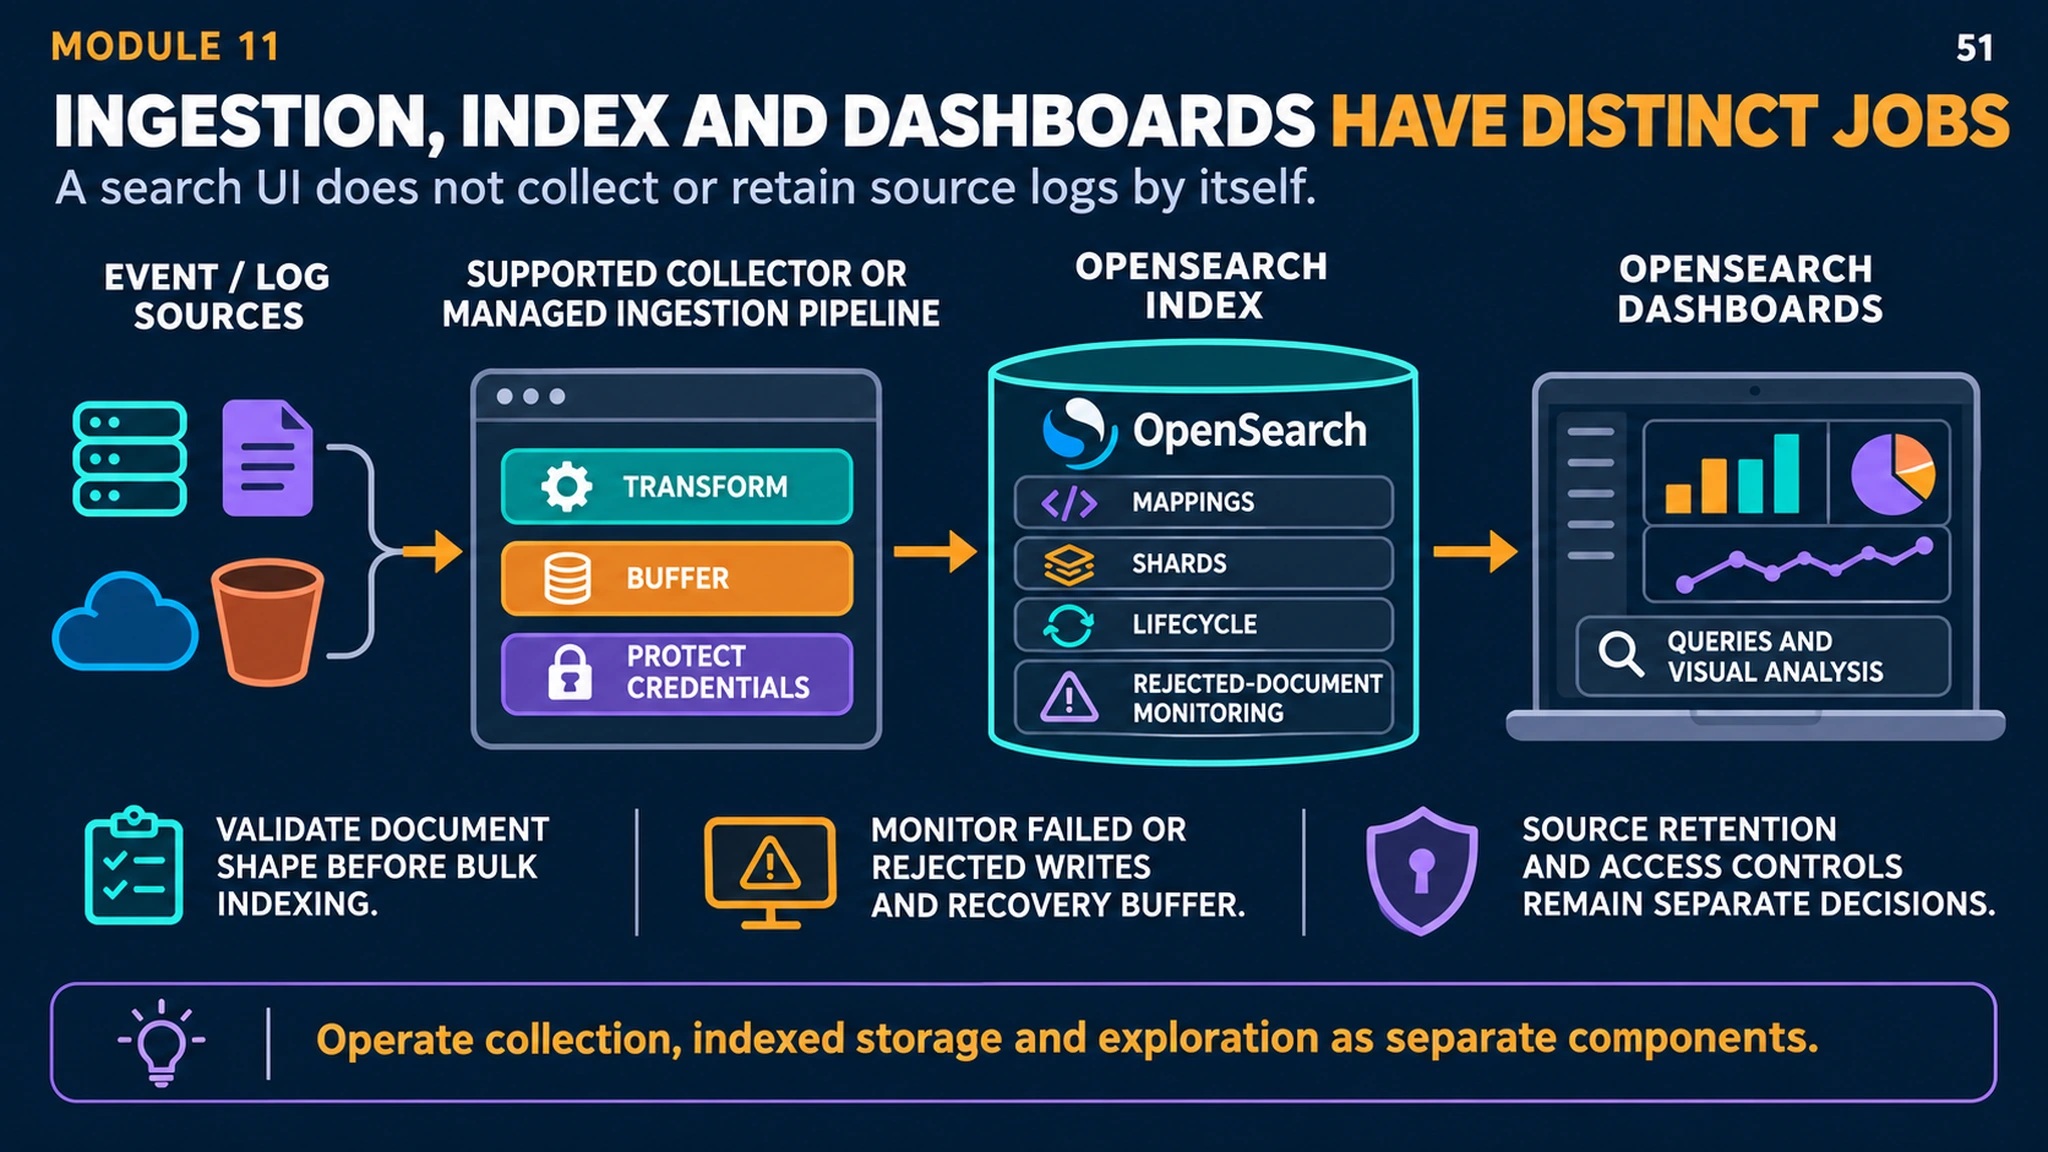 MODULE 11
51
INGESTION, INDEX AND DASHBOARDS HAVE DISTINCT JOBS
A search UI does not collect or retain source logs by itself.
EVENT / LOG
SOURCES
SUPPORTED COLLECTOR OR
MANAGED INGESTION PIPELINE
TRANSFORM
BUFFER
PROTECT
CREDENTIALS
OPENSEARCH
INDEX
OpenSearch
MAPPINGS
SHARDS
LIFECYCLE
REJECTED-DOCUMENT
MONITORING
OPENSEARCH
DASHBOARDS
QUERIES AND
VISUAL ANALYSIS
VALIDATE DOCUMENT
SHAPE BEFORE BULK
INDEXING.
MONITOR FAILED OR
REJECTED WRITES
AND RECOVERY BUFFER.
SOURCE RETENTION
AND ACCESS CONTROLS
REMAIN SEPARATE DECISIONS.
Operate collection, indexed storage and exploration as separate components.